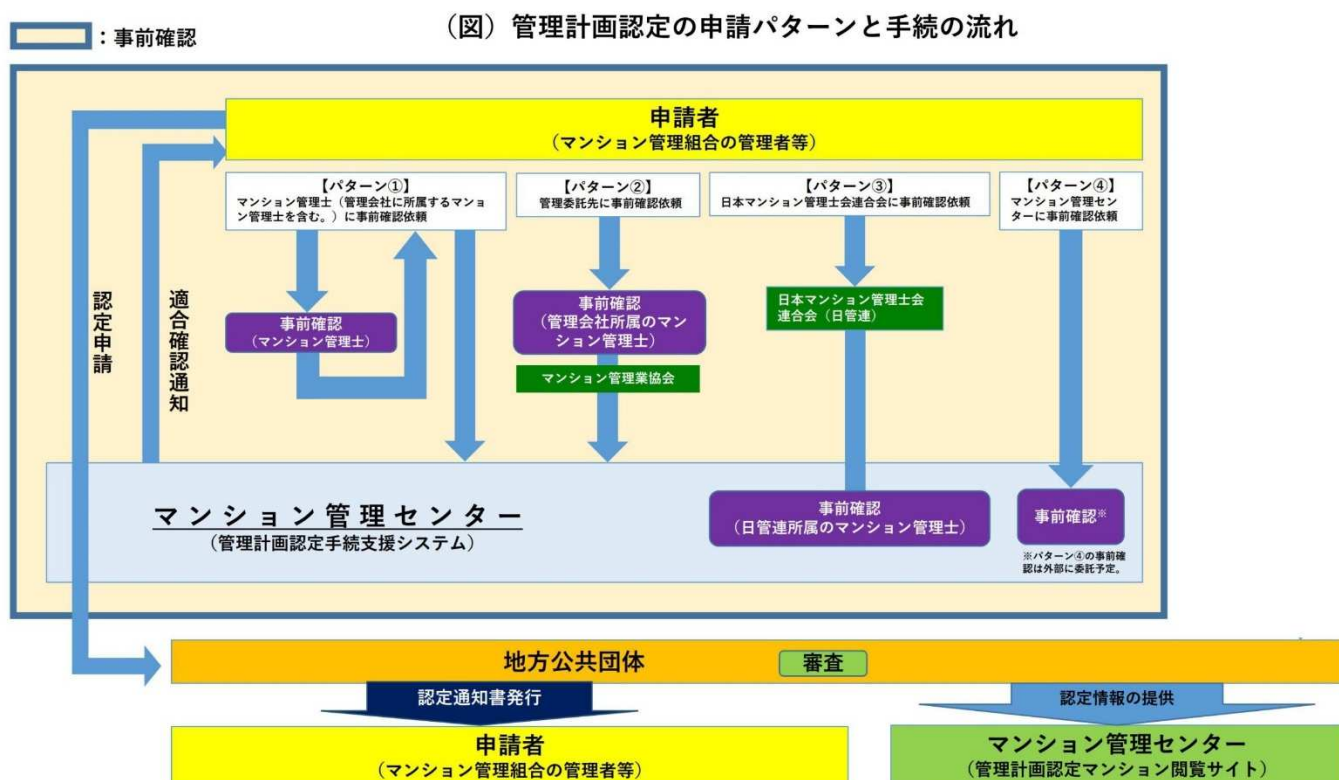 （図）管理計画認定の申請パターンと手続の流れ
：事前確認
申請者
（マンション管理組合の管理者等）
【パターン①】
マンション管理士（管理会社に所属するマンション管理士を含む。）に事前確認依頼
【パターン②】
管理委託先に事前確認依頼
【パターン③】
日本マンション管理士会連合会に事前確認依頼
【パターン④】
マンション管理センターに事前確認依頼
認定申請
適合確認通知
事前確認
（マンション管理士）
事前確認
（管理会社所属のマンション管理士）
マンション管理業協会
日本マンション管理士会
連合会（日管連）
マンション管理センター
（管理計画認定手続支援システム）
事前確認
（日管連所属のマンション管理士）
事前確認※
※パターン④の事前確認は外部に委託予定。
地方公共団体
審査
認定通知書発行
認定情報の提供
申請者
（マンション管理組合の管理者等）
マンション管理センター
（管理計画認定マンション閲覧サイト）